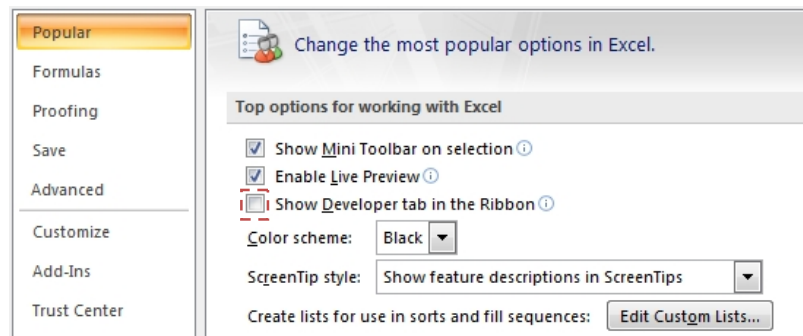 Popular
Formulas
Proofing
Save
Advanced
Customize
Add-Ins
Trust Center
Change the most popular options in Excel.
Top options for working with Excel
Show Mini Toolbar on selection
Enable Live Preview
Show Developer tab in the Ribbon
Color scheme: Black
ScreenTip style: Show feature descriptions in ScreenTips
Create lists for use in sorts and fill sequences: Edit Custom Lists...